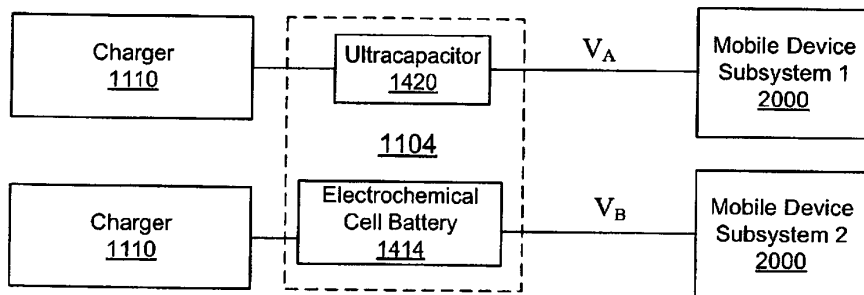 Charger
1110
Ultracapacitor
1420
V_A
Mobile Device
Subsystem 1
2000
1104
Charger
1110
Electrochemical
Cell Battery
1414
V_B
Mobile Device
Subsystem 2
2000